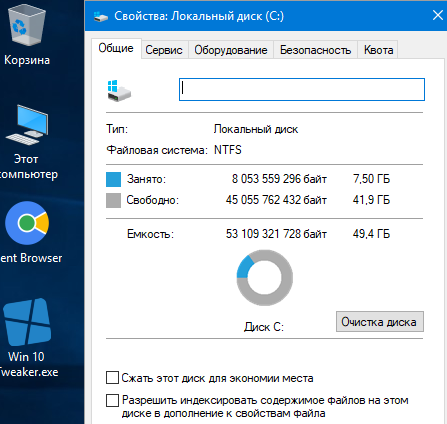 Корзина
Этот
компьютер
ent Browser
Win 10
Tweaker.exe
Свойства: Локальный диск (C:)
Общие Сервис Оборудование Безопасность Квота
Тип: Локальный диск
Файловая система: NTFS
Занято: 8 053 559 296 байт 7,50 ГБ
Свободно: 45 055 762 432 байт 41,9 ГБ
Емкость: 53 109 321 728 байт 49,4 ГБ
Диск C:
Очистка диска
Сжать этот диск для экономии места
Разрешить индексировать содержимое файлов на этом
диске в дополнение к свойствам файла